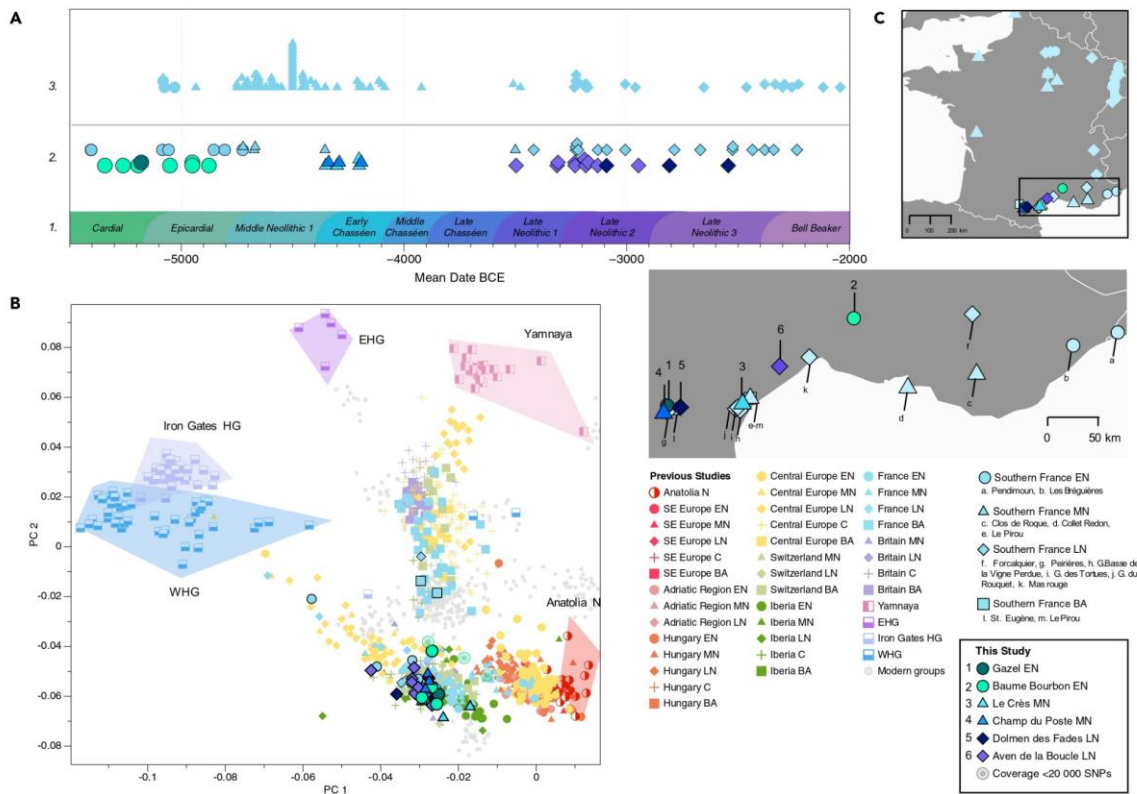 A
3.
2.
1.
Cardial
Epicardial
Middle Neollithic 1
Early
Chasséen
Middle
Chasséen
Late
Chasséen
Late
Neolithic 1
Late
Neolithic 2
Late
Neolithic 3
Bell Beaker
−5000
−4000
−3000
−2000
Mean Date BCE
C
0 100 200 km
B
0.08
0.06
0.04
0.02
0
-0.02
-0.04
-0.06
-0.08
PC 2
-0.1
-0.08
-0.06
-0.04
-0.02
0
PC 1
EHG
Yamnaya
Iron Gates HG
WHG
Anatolia N
2
6
4
1
5
3
k
f
a
b
c
d
e-m
g
l
j
i
h
0 50 km
Previous Studies
Anatolia N
SE Europe EN
SE Europe MN
SE Europe LN
SE Europe C
SE Europe BA
Adriatic Region EN
Adriatic Region MN
Adriatic Region LN
Hungary EN
Hungary MN
Hungary LN
Hungary C
Hungary BA
Central Europe EN
Central Europe MN
Central Europe LN
Central Europe C
Central Europe BA
Switzerland MN
Switzerland LN
Switzerland BA
Iberia EN
Iberia MN
Iberia LN
Iberia C
Iberia BA
France EN
France MN
France LN
France BA
Britain MN
Britain LN
Britain C
Britain BA
Yamnaya
EHG
Iron Gates HG
WHG
Modern groups
Southern France EN
a. Pendimoun, b. Les Bréguières
Southern France MN
c. Clos de Roque, d. Collet Redon,
e. Le Pirou
Southern France LN
f. Forcalquier, g. Peirières, h. G.Basse de
la Vigne Perdue, i. G. des Tortues, j. G. du
Rouquet, k. Mas rouge
Southern France BA
l. St. Eugène, m. Le Pirou
This Study
1 Gazel EN
2 Baume Bourbon EN
3 Le Crès MN
4 Champ du Poste MN
5 Dolmen des Fades LN
6 Aven de la Boucle LN
Coverage <20 000 SNPs